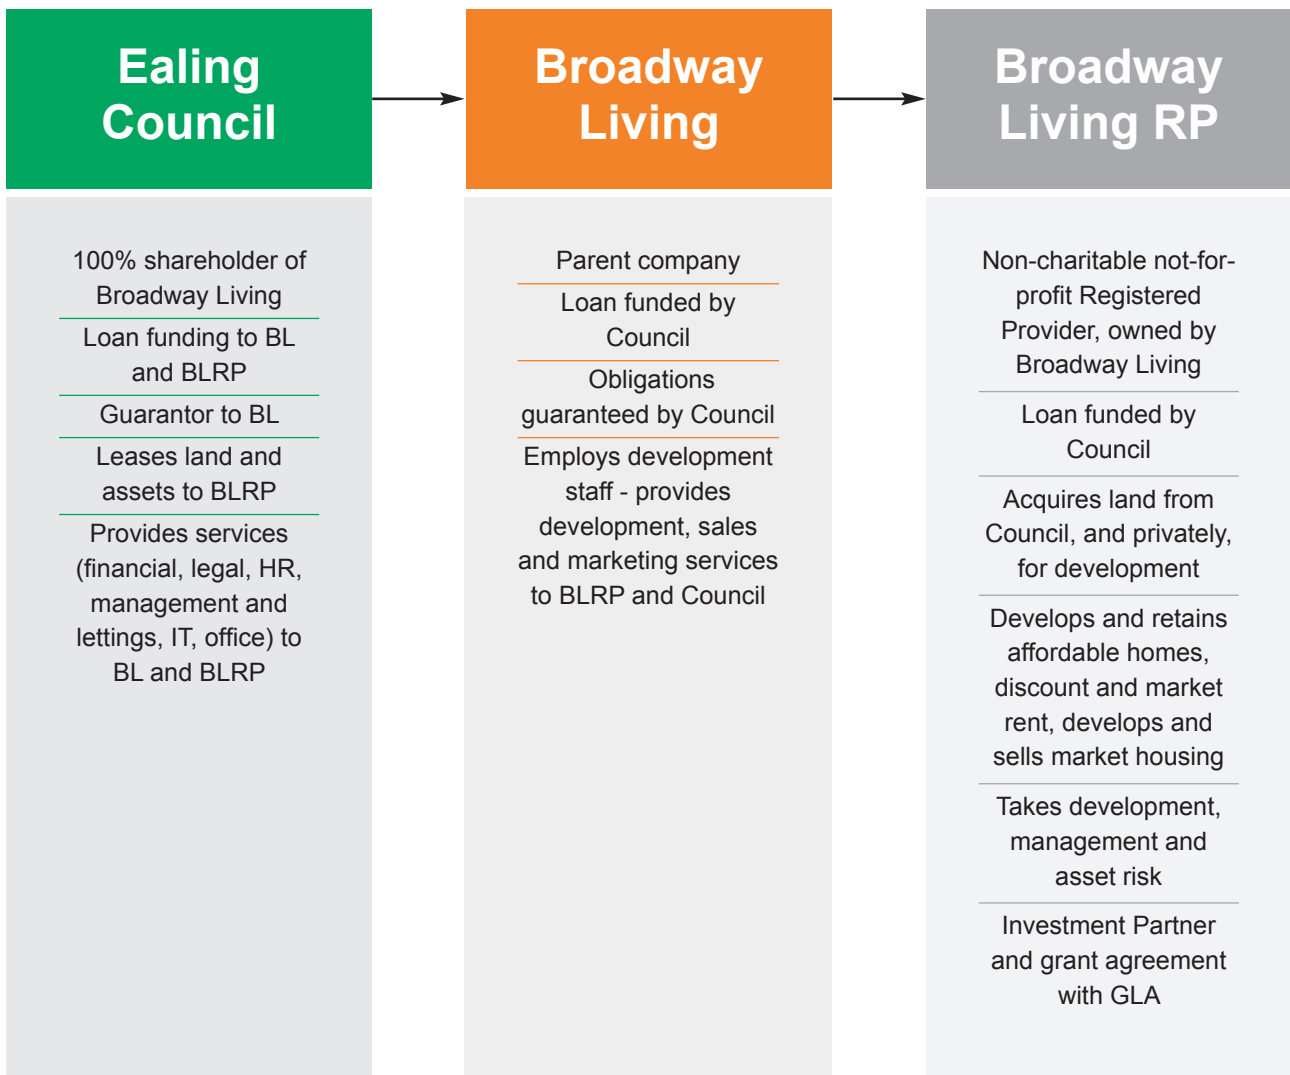 Ealing
Council
100% shareholder of
Broadway Living
Loan funding to BL
and BLRP
Guarantor to BL
Leases land and
assets to BLRP
Provides services
(financial, legal, HR,
management and
lettings, IT, office) to
BL and BLRP
Broadway
Living
Parent company
Loan funded by
Council
Obligations
guaranteed by Council
Employs development
staff - provides
development, sales
and marketing services
to BLRP and Council
Broadway
Living RP
Non-charitable not-for-
profit Registered
Provider, owned by
Broadway Living
Loan funded by
Council
Acquires land from
Council, and privately,
for development
Develops and retains
affordable homes,
discount and market
rent, develops and
sells market housing
Takes development,
management and
asset risk
Investment Partner
and grant agreement
with GLA